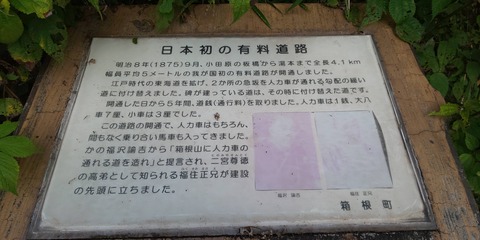 日本初の有料道路
明治8年(1875)9月、小田原の板橋から湯本まで全長4.1km
幅員平均5メートルの我が国初の有料道路が開通しました。
江戸時代の東海道を拡げ、2か所の急坂を人力車が通れる勾配の緩い
道に付け替えました。碑が建っている道は、その時に付け替えた道です。
開通した日から5年間、道銭(通行料)を取りました。人力車は1銭、大八
車7厘、小車は3厘でした。
この道路の開通で、人力車はもちろん、
間もなく乗り合い馬車も入ってきました。
かの福沢諭吉から「箱根山に人力車の
通れる道を造れ」と提言され、二宮尊徳
の高弟として知られる福住正兄が建設
の先頭に立ちました。
福沢 諭吉
福住 正兄
箱根町